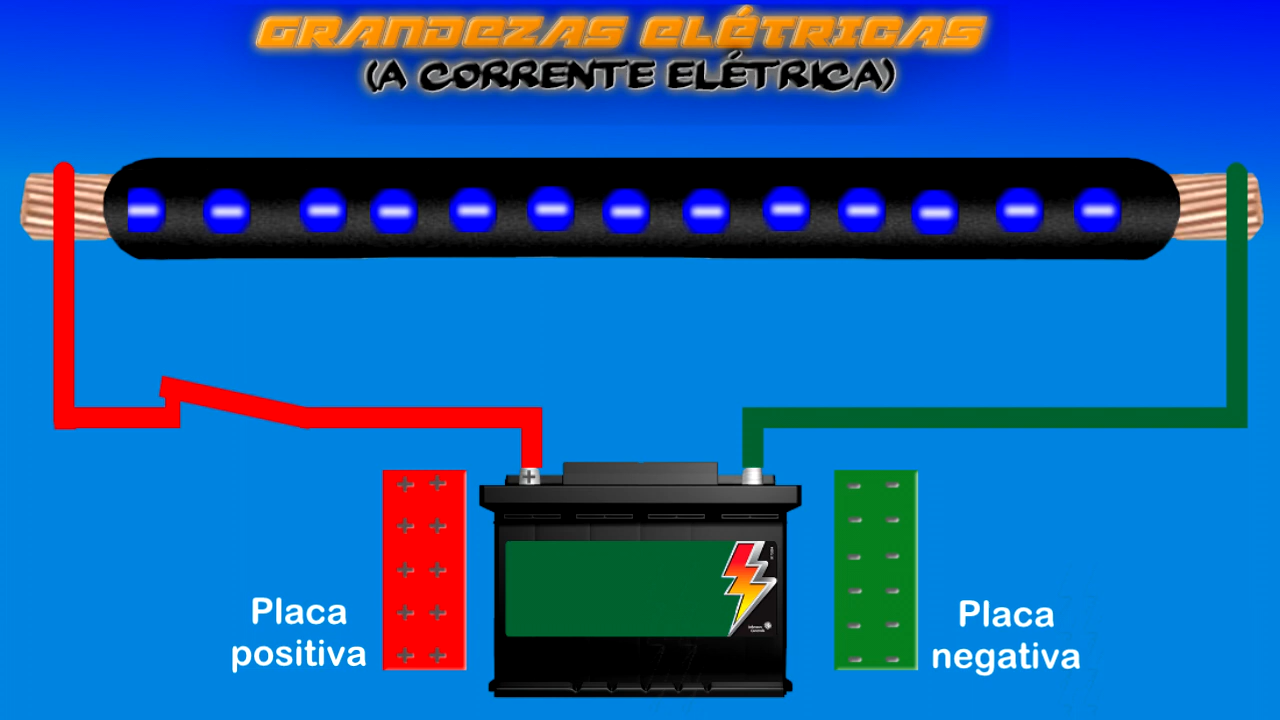 GRANDEZAS ELÉTRICAS
(A CORRENTE ELÉTRICA)
Placa
positiva
Placa
negativa